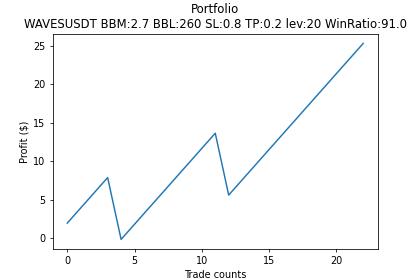 Portfolio
WAVESUSDT BBM:2.7 BBL:260 SL:0.8 TP:0.2 lev:20 WinRatio:91.0
25
20
15
10
5
0
Profit ($)
0 5 10 15 20
Trade counts